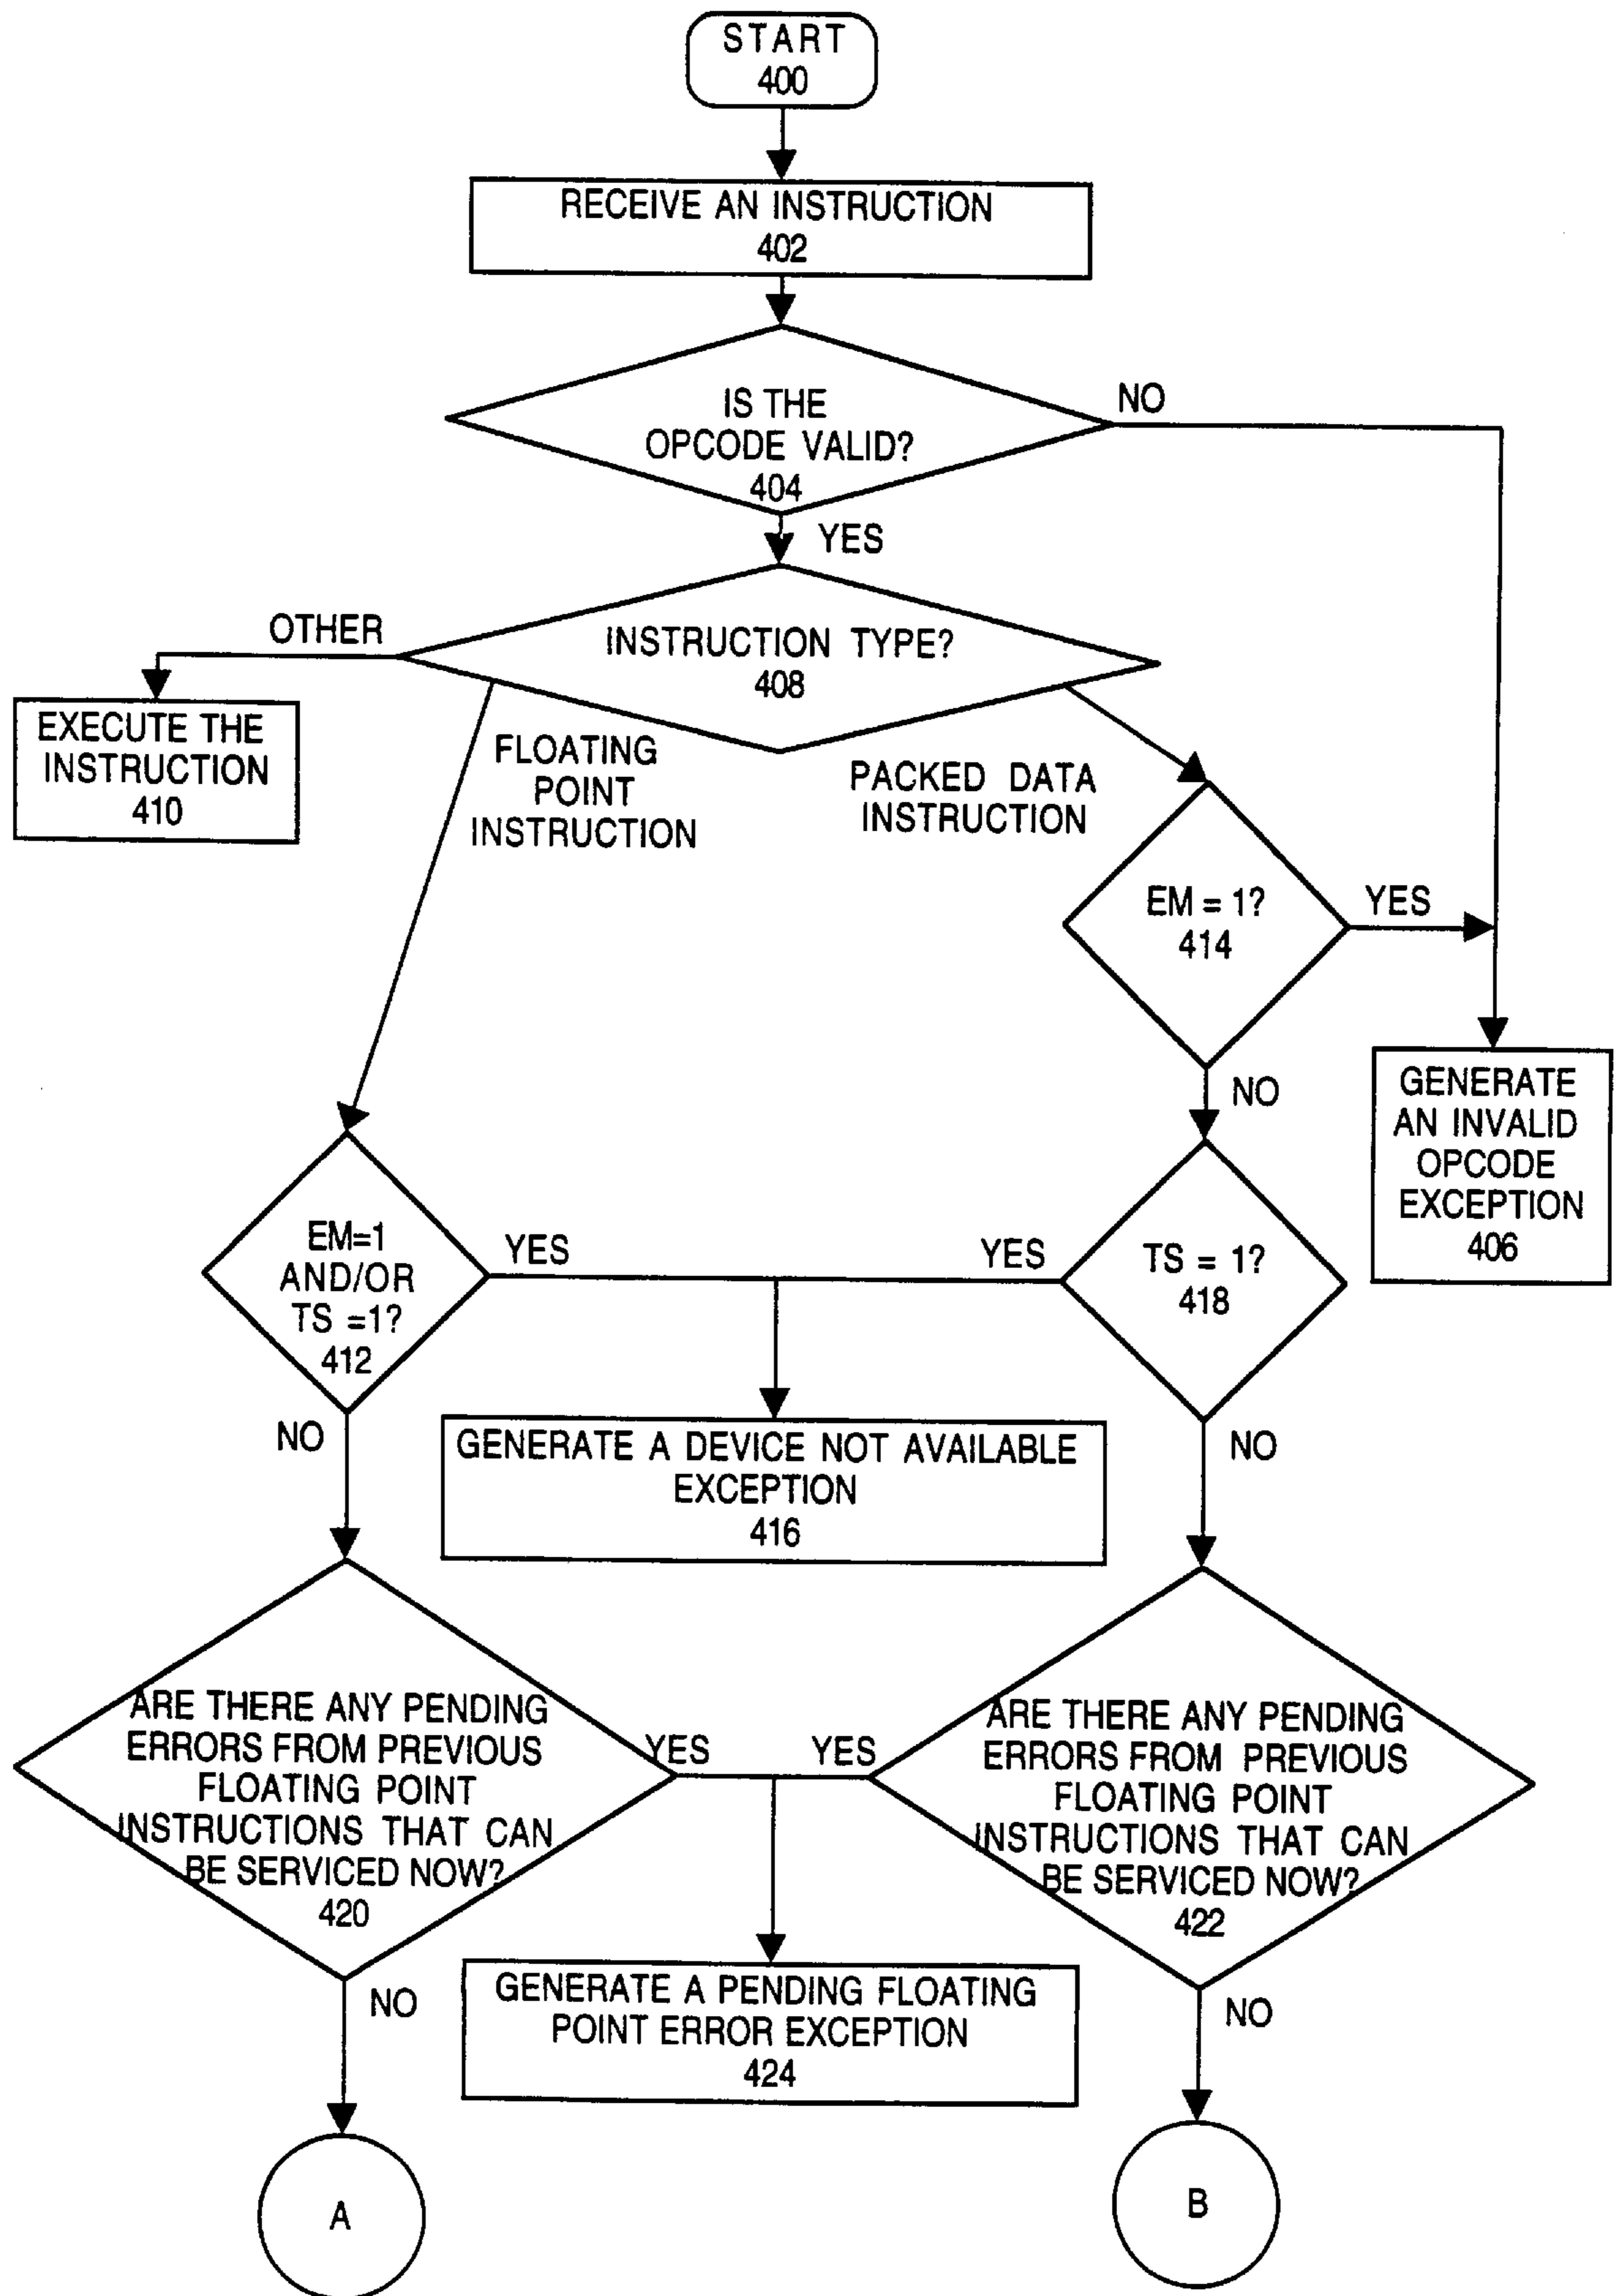 START
400
RECEIVE AN INSTRUCTION
402
IS THE
OPCODE VALID?
404
NO
YES
OTHER
INSTRUCTION TYPE?
408
EXECUTE THE
INSTRUCTION
410
FLOATING
POINT
INSTRUCTION
PACKED DATA
INSTRUCTION
EM = 1?
414
YES
NO
GENERATE
AN INVALID
OPCODE
EXCEPTION
406
EM=1
AND/OR
TS =1?
412
YES
YES
TS = 1?
418
NO
GENERATE A DEVICE NOT AVAILABLE
EXCEPTION
416
NO
ARE THERE ANY PENDING
ERRORS FROM PREVIOUS
FLOATING POINT
INSTRUCTIONS THAT CAN
BE SERVICED NOW?
420
YES
YES
ARE THERE ANY PENDING
ERRORS FROM PREVIOUS
FLOATING POINT
INSTRUCTIONS THAT CAN
BE SERVICED NOW?
422
NO
GENERATE A PENDING FLOATING
POINT ERROR EXCEPTION
424
NO
A
B